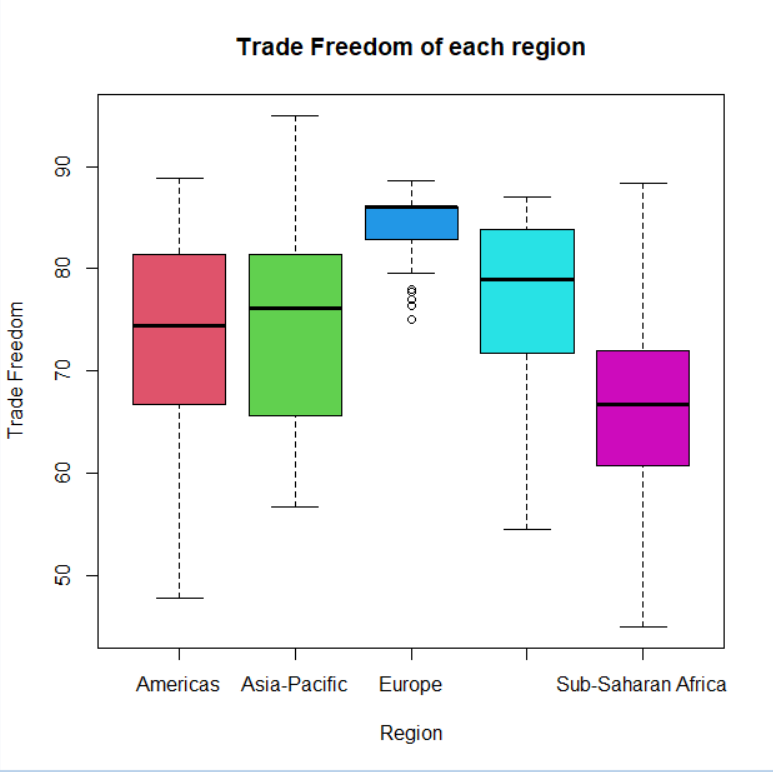 Trade Freedom of each region
Trade Freedom
90
80
70
60
50
Americas Asia-Pacific Europe Sub-Saharan Africa
Region